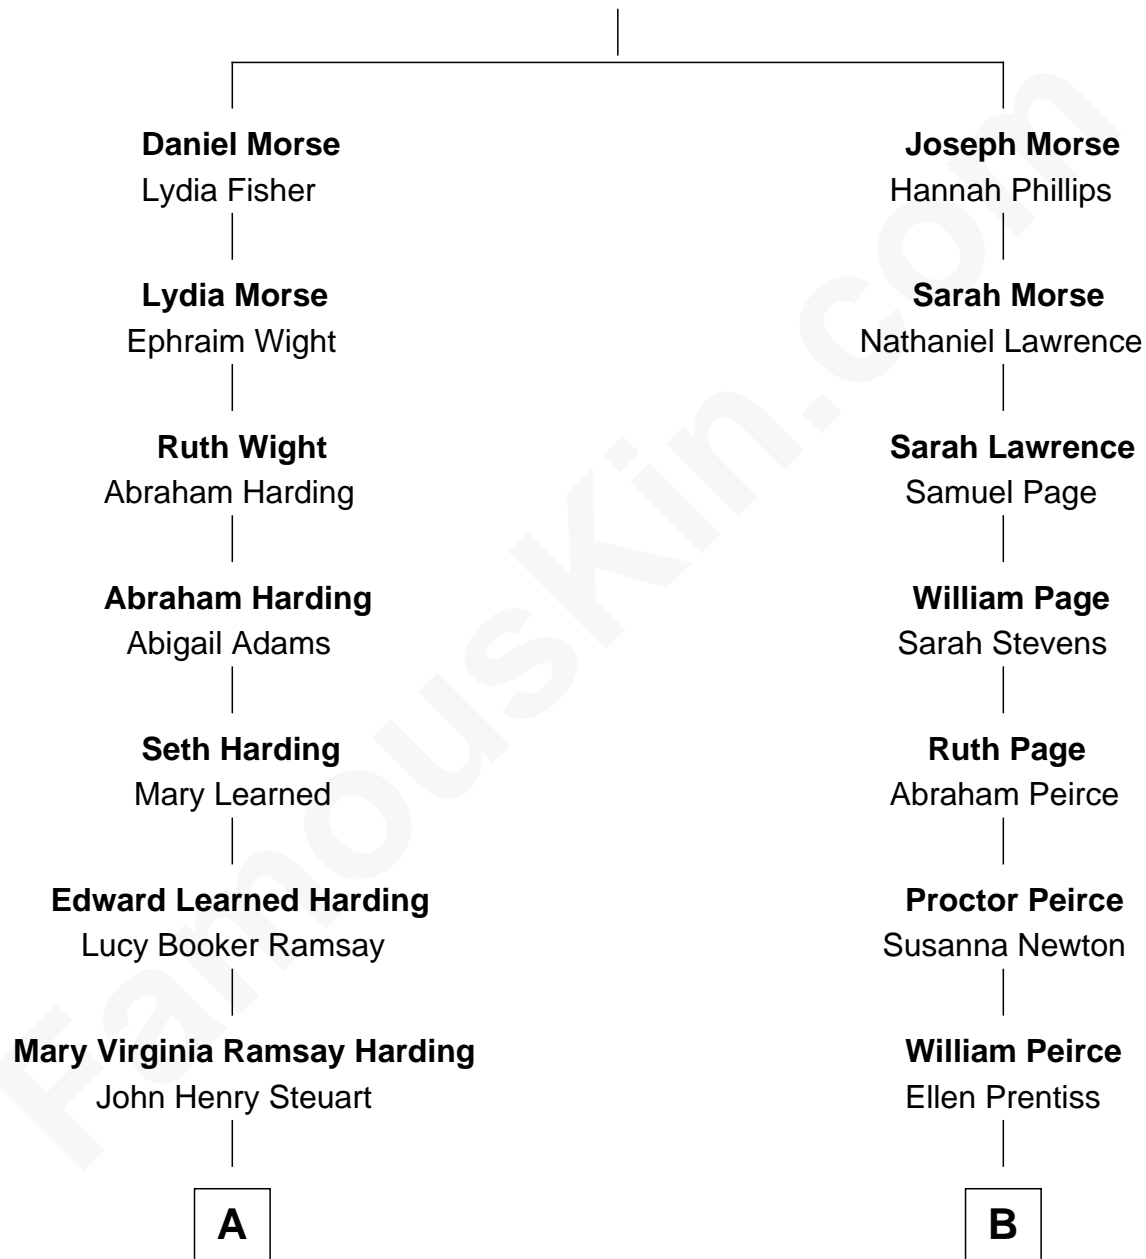 Daniel Morse
Lydia Fisher
Joseph Morse
Hannah Phillips
Lydia Morse
Ephraim Wight
Sarah Morse
Nathaniel Lawrence
Ruth Wight
Abraham Harding
Sarah Lawrence
Samuel Page
Abraham Harding
Abigail Adams
William Page
Sarah Stevens
Seth Harding
Mary Learned
Ruth Page
Abraham Peirce
Edward Learned Harding
Lucy Booker Ramsay
Proctor Peirce
Susanna Newton
Mary Virginia Ramsay Harding
John Henry Steuart
William Peirce
Ellen Prentiss
A
B
FamousKin.com